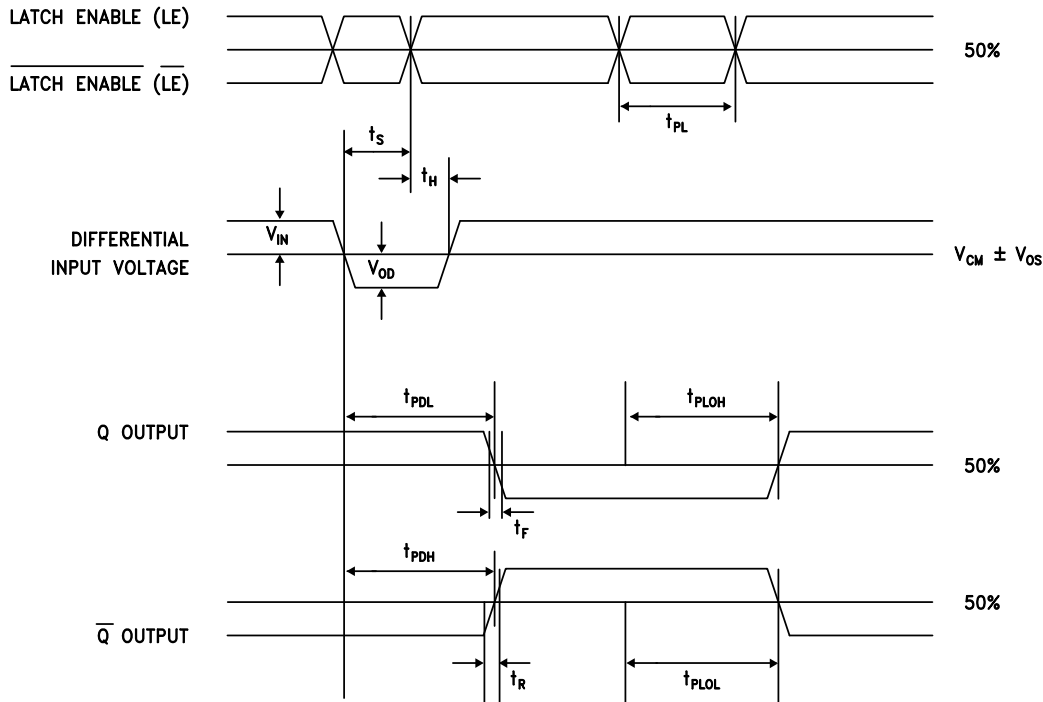 LATCH ENABLE (LE)
50%
LATCH ENABLE (LE)
tPL
tS
tH
VIN
DIFFERENTIAL
INPUT VOLTAGE
VOD
VCM ± VOS
tPDL
tPLOH
Q OUTPUT
50%
tF
tPDH
50%
Q OUTPUT
tR
tPLOL